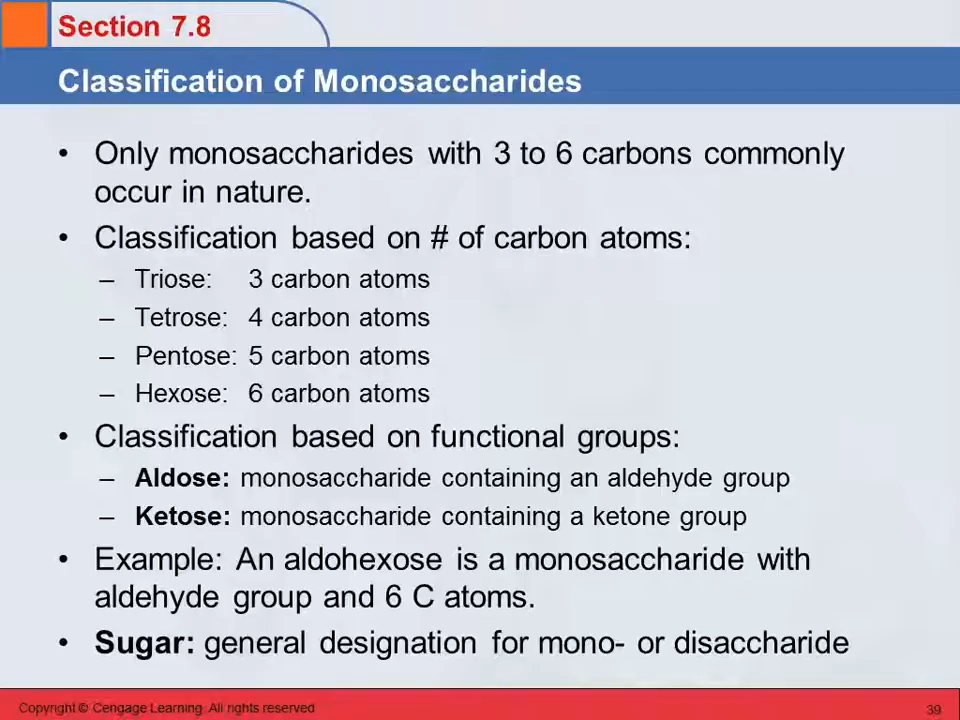 Section 7.8
Classification of Monosaccharides
• Only monosaccharides with 3 to 6 carbons commonly
occur in nature.
• Classification based on # of carbon atoms:
– Triose: 3 carbon atoms
– Tetrose: 4 carbon atoms
– Pentose: 5 carbon atoms
– Hexose: 6 carbon atoms
• Classification based on functional groups:
– Aldose: monosaccharide containing an aldehyde group
– Ketose: monosaccharide containing a ketone group
• Example: An aldohexose is a monosaccharide with
aldehyde group and 6 C atoms.
• Sugar: general designation for mono- or disaccharide
Copyright © Cengage Learning. All rights reserved
39